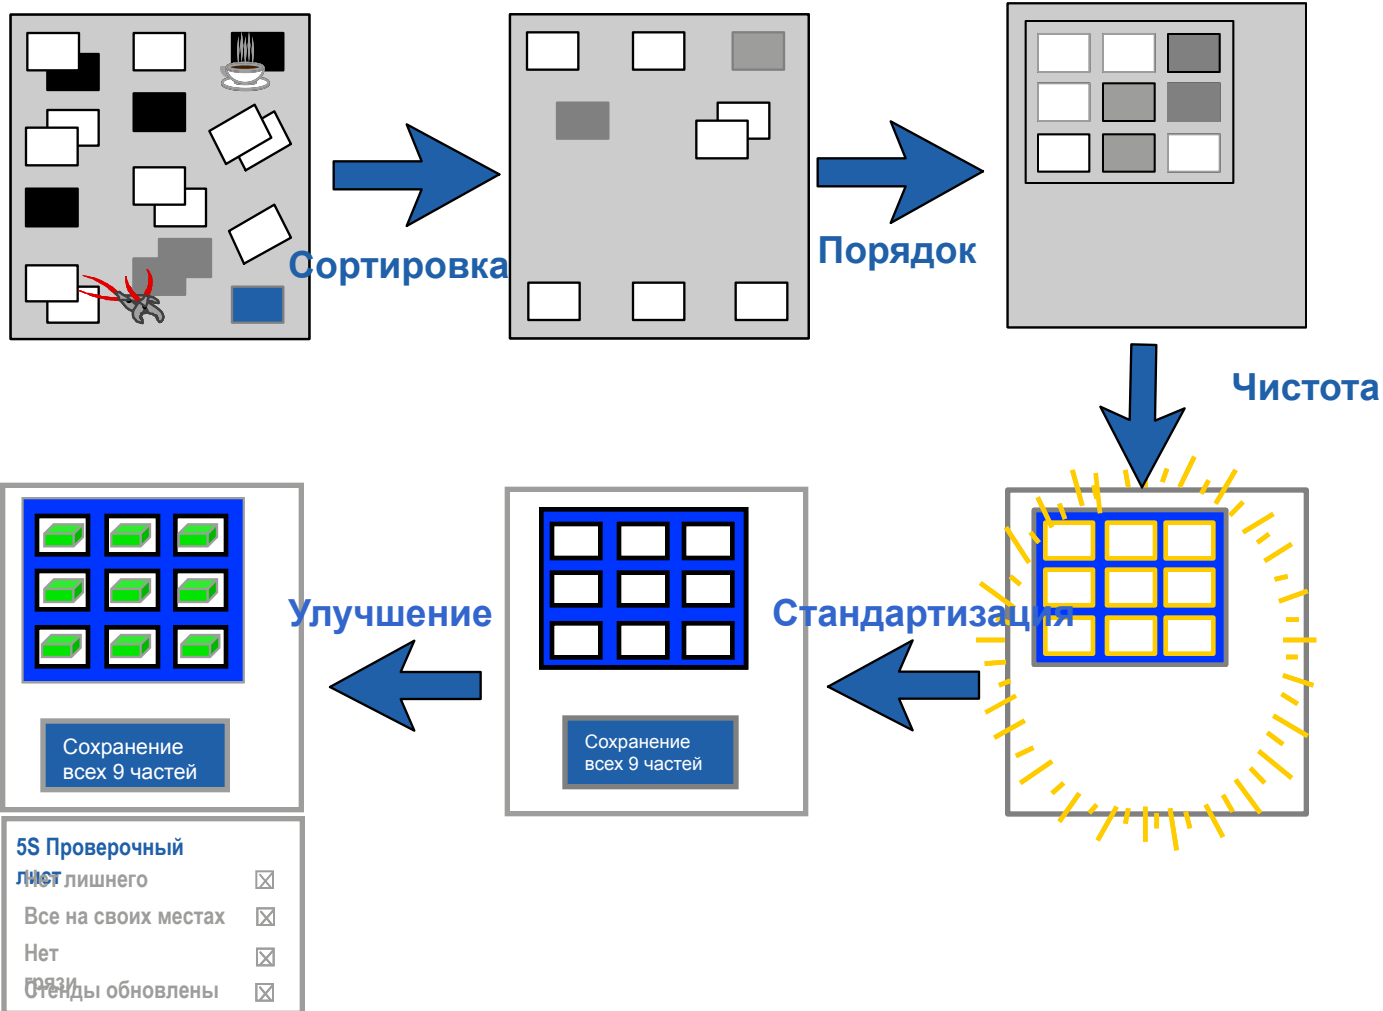 Сортировка
Порядок
Чистота
Стандартизация
Улучшение
Сохранение
всех 9 частей
Сохранение
всех 9 частей
5S Проверочный
лист
Нет лишнего
Все на своих местах
Нет
грязи
Стенды обновлены